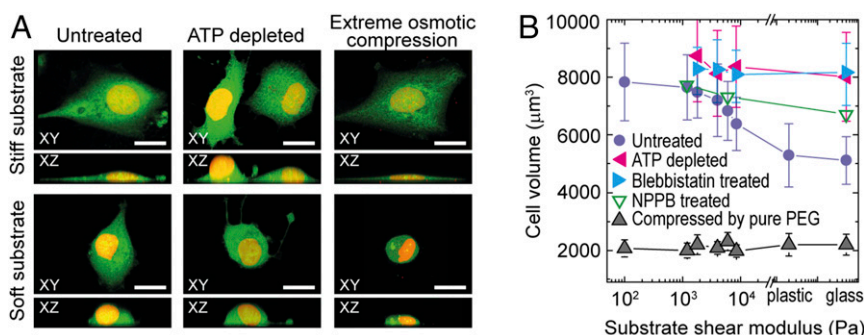 A
Untreated
ATP depleted
Extreme osmotic
compression
Stiff substrate
XY
XY
XY
XZ
XZ
XZ
Soft substrate
XY
XY
XY
XZ
XZ
XZ
B
Cell volume (μm³)
10000
8000
6000
4000
2000
Untreated
ATP depleted
Blebbistatin treated
NPPB treated
Compressed by pure PEG
10² 10³ 10⁴ plastic glass
Substrate shear modulus (Pa)